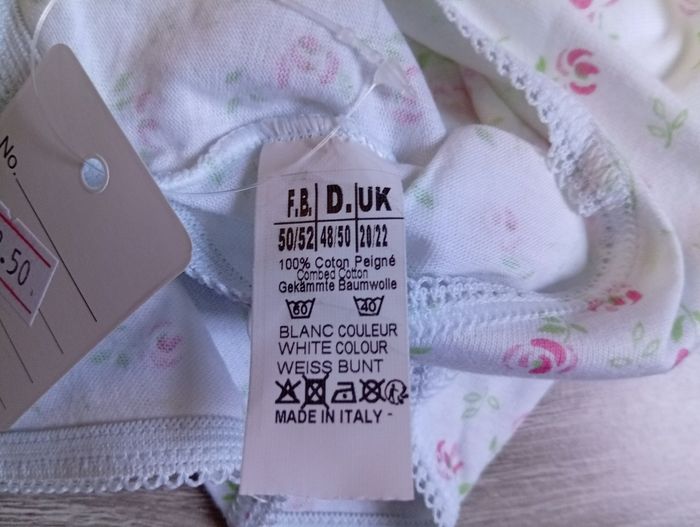 No.
.50
F.B. D. UK
50/52 48/50 20/22
100% Coton Peigné
Combed Cotton
Gekämmte Baumwolle
60 40
BLANC COULEUR
WHITE COLOUR
WEISS BUNT
MADE IN ITALY -